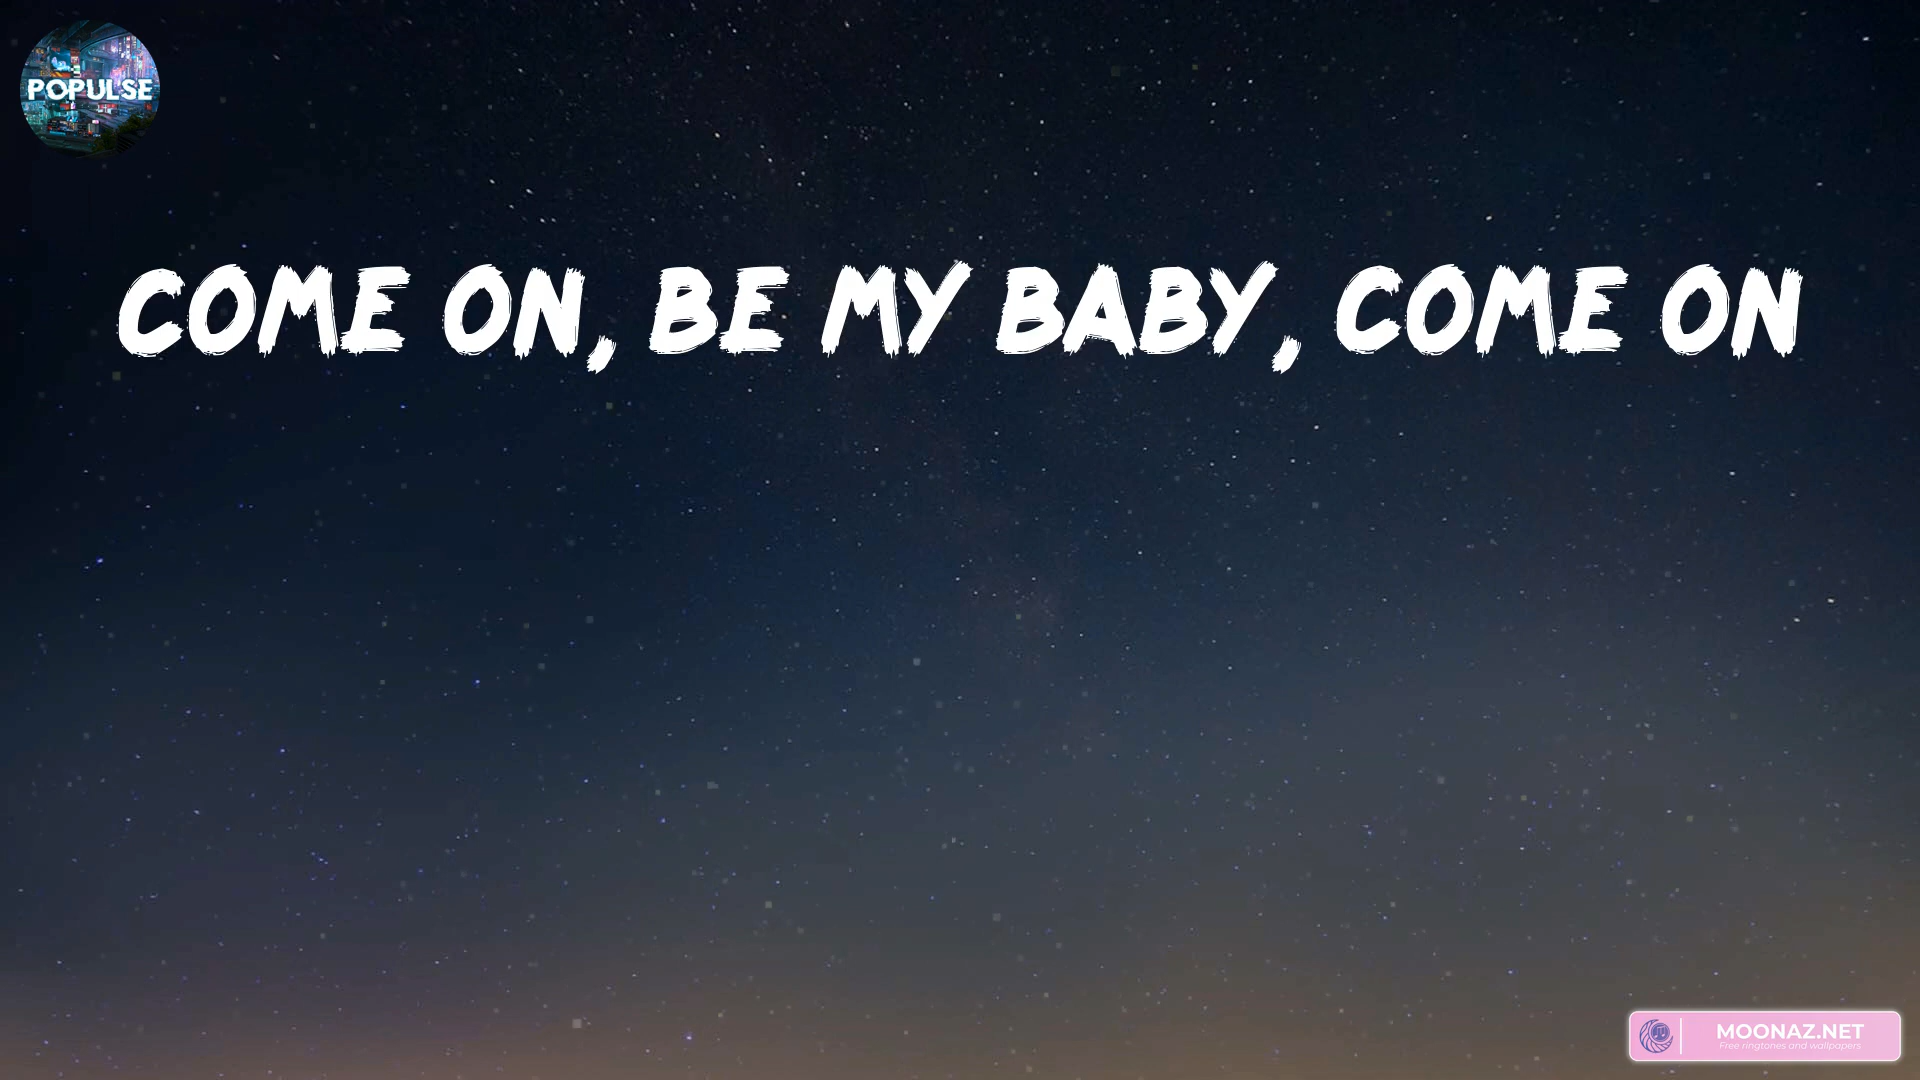 POPULSE
COME ON, BE MY BABY, COME ON
MOONAZ.NET
Free ringtones and wallpapers